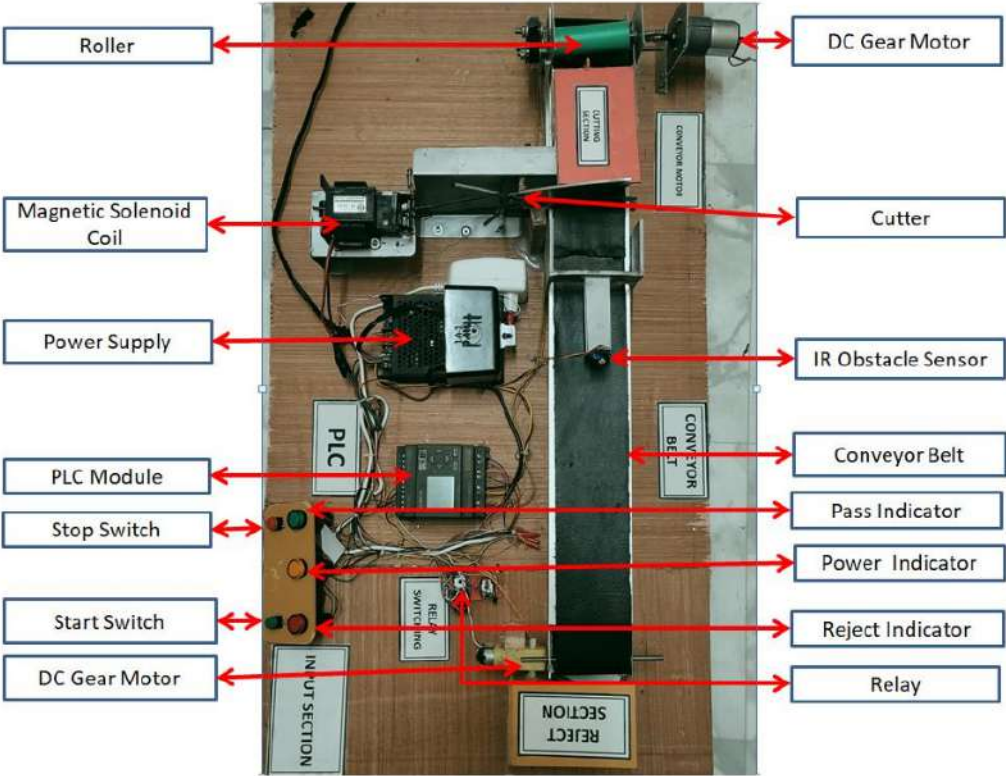 Roller
DC Gear Motor
CUTTING
SECTION
CONVEYOR MOTOR
Magnetic Solenoid
Coil
Cutter
Power Supply
IR Obstacle Sensor
PLC
CONVEYOR
BELT
PLC Module
Conveyor Belt
Stop Switch
Pass Indicator
Power Indicator
RELAY
SWITCHING
Start Switch
Reject Indicator
DC Gear Motor
Relay
INPUT SECTION
REJECT
SECTION